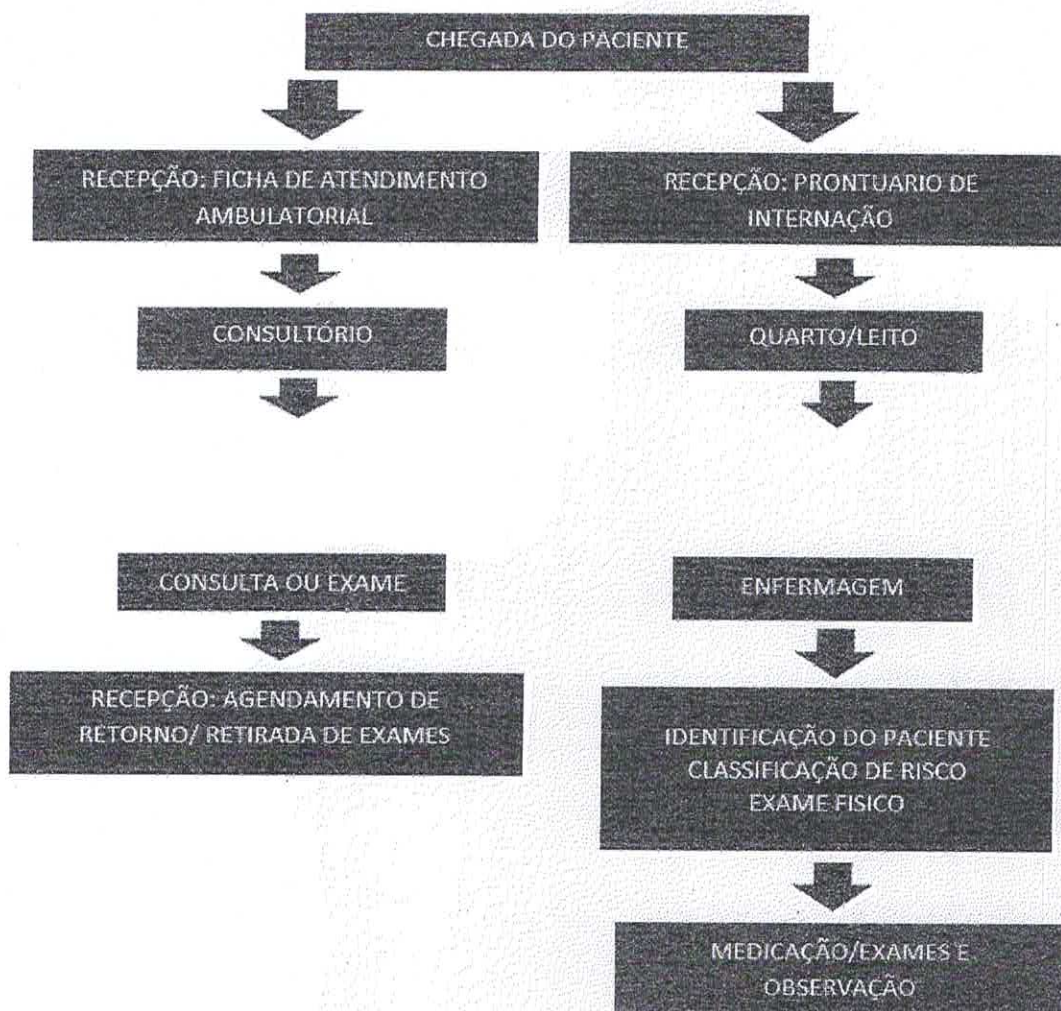 CHEGADA DO PACIENTE
RECEPÇÃO: FICHA DE ATENDIMENTO
AMBULATORIAL
RECEPÇÃO: PRONTUARIO DE
INTERNAÇÃO
CONSULTÓRIO
QUARTO/LEITO
CONSULTA OU EXAME
ENFERMAGEM
RECEPÇÃO: AGENDAMENTO DE
RETORNO/ RETIRADA DE EXAMES
IDENTIFICAÇÃO DO PACIENTE
CLASSIFICAÇÃO DE RISCO
EXAME FISICO
MEDICAÇÃO/EXAMES E
OBSERVAÇÃO